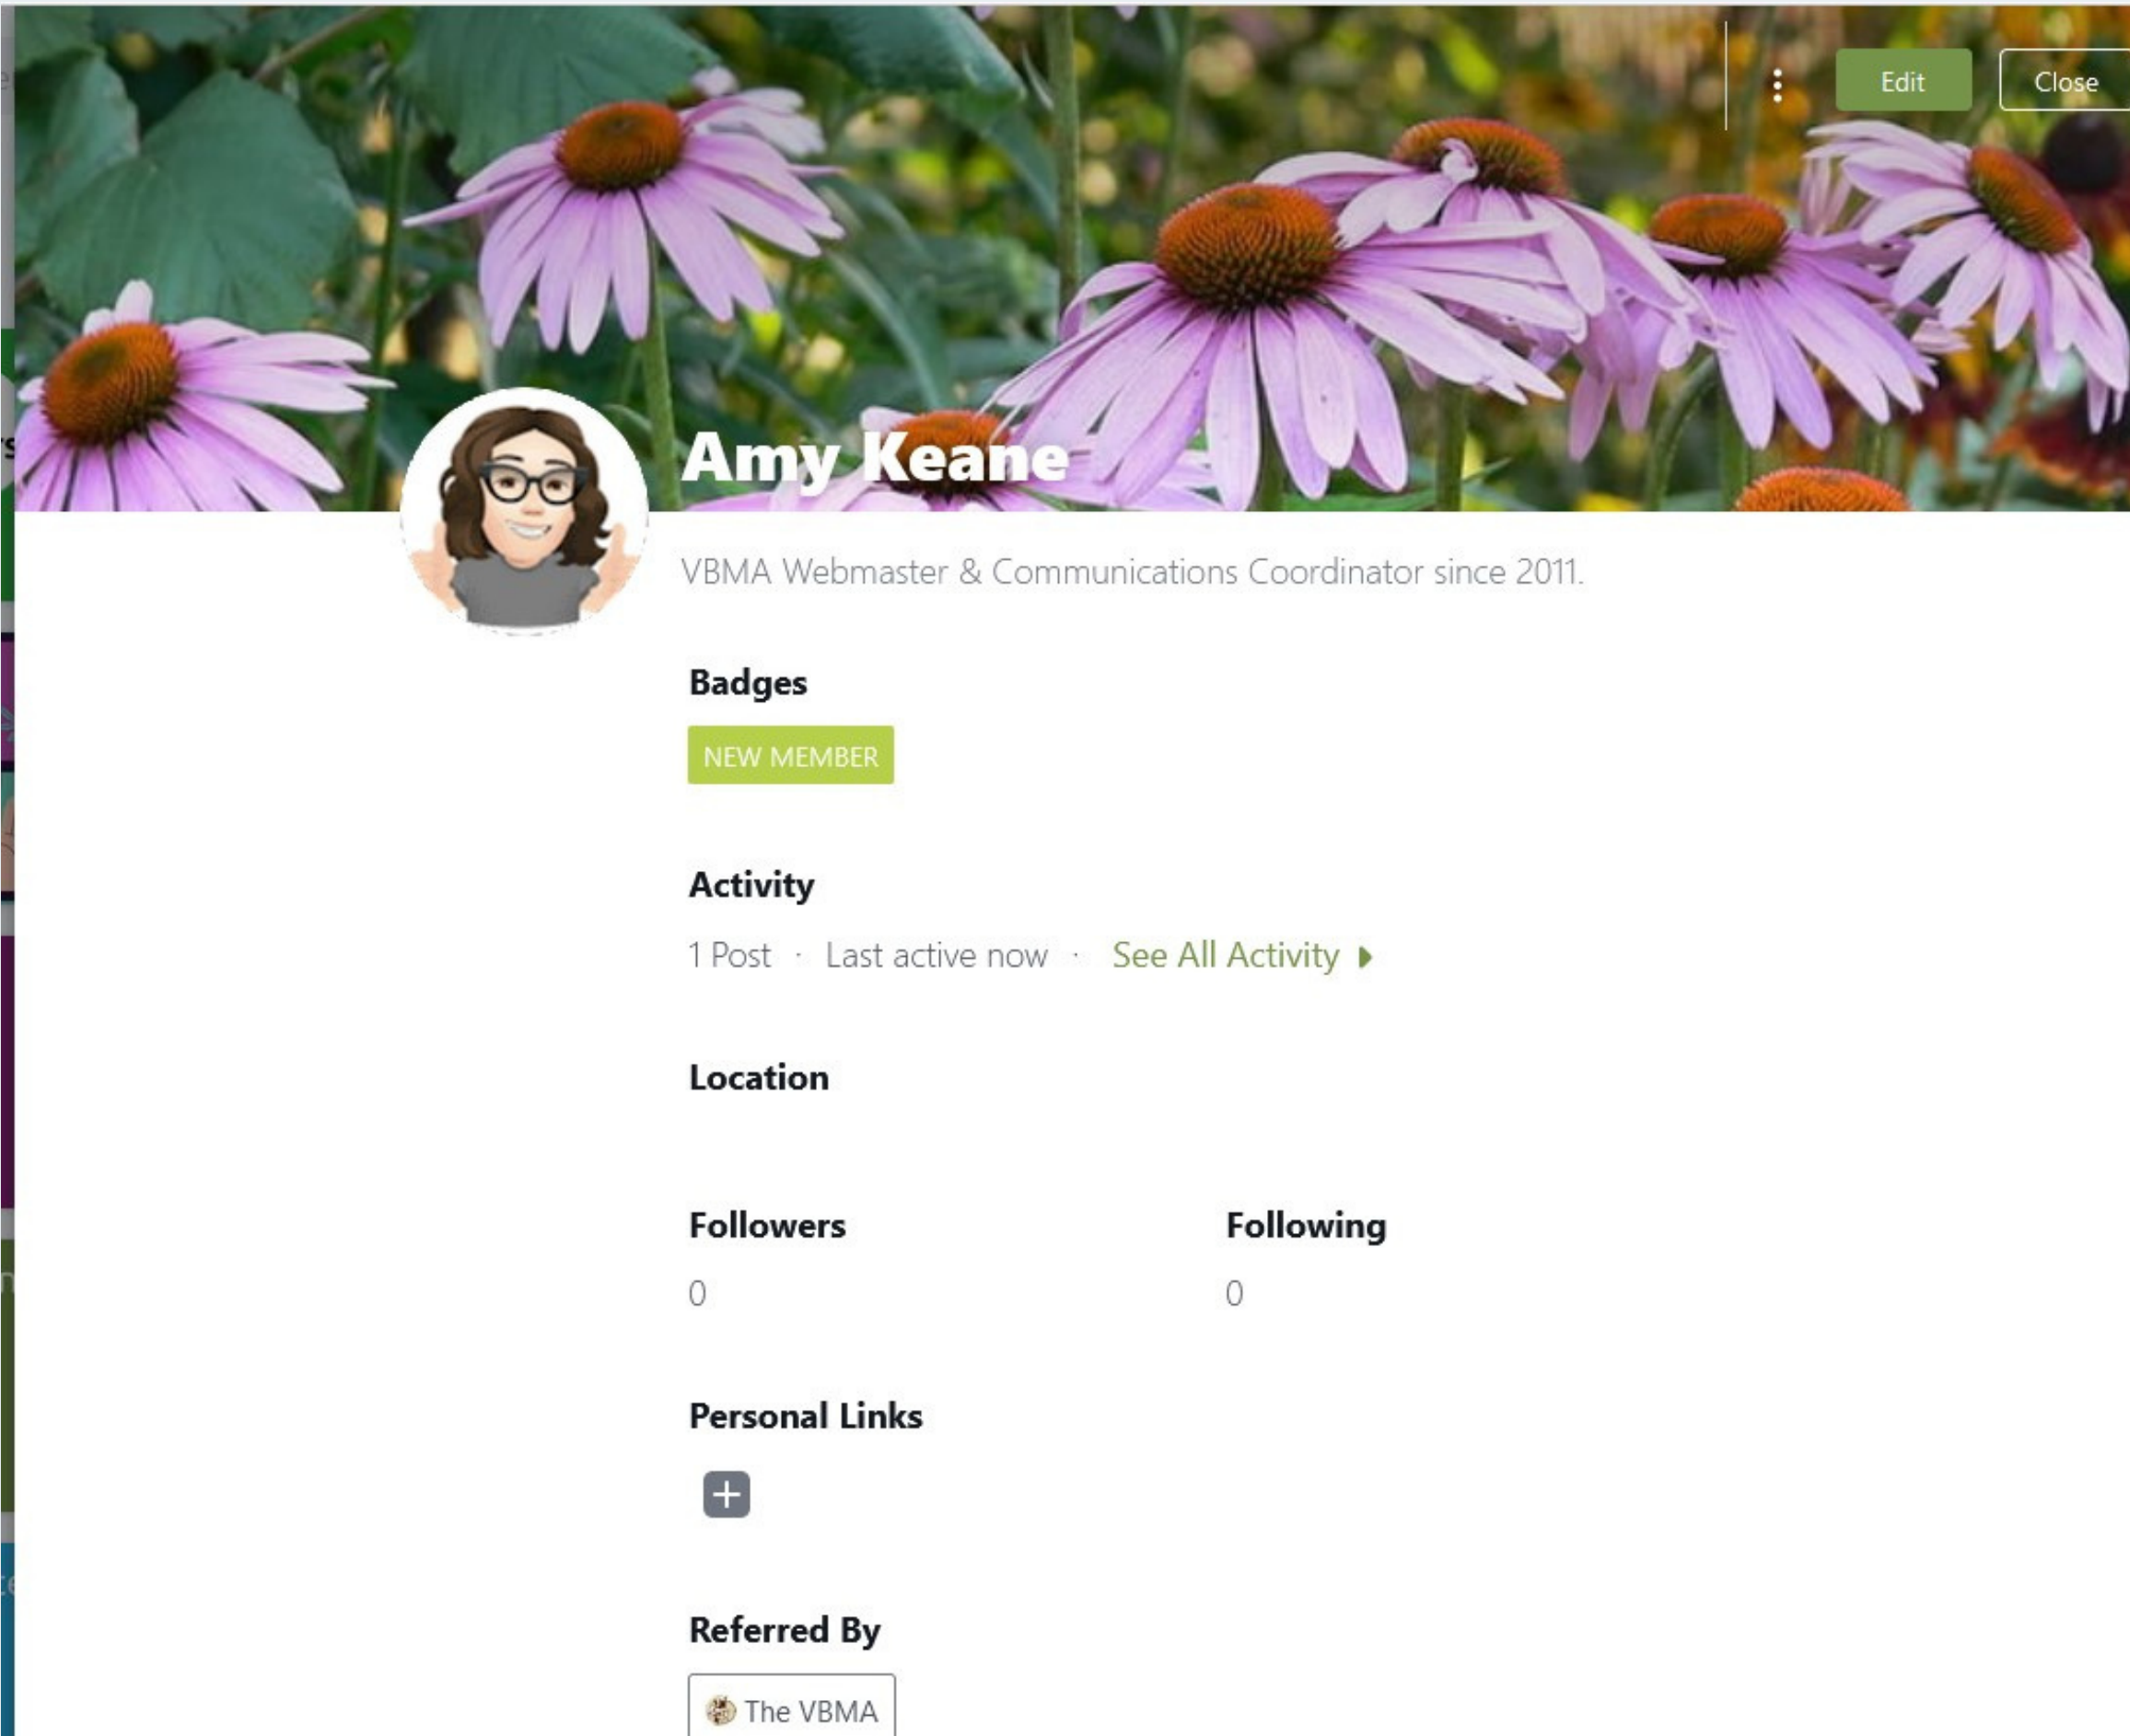 Edit
Close
Amy Keane
VBMA Webmaster & Communications Coordinator since 2011.
Badges
NEW MEMBER
Activity
1 Post · Last active now · See All Activity
Location
Followers
Following
0
0
Personal Links
Referred By
The VBMA